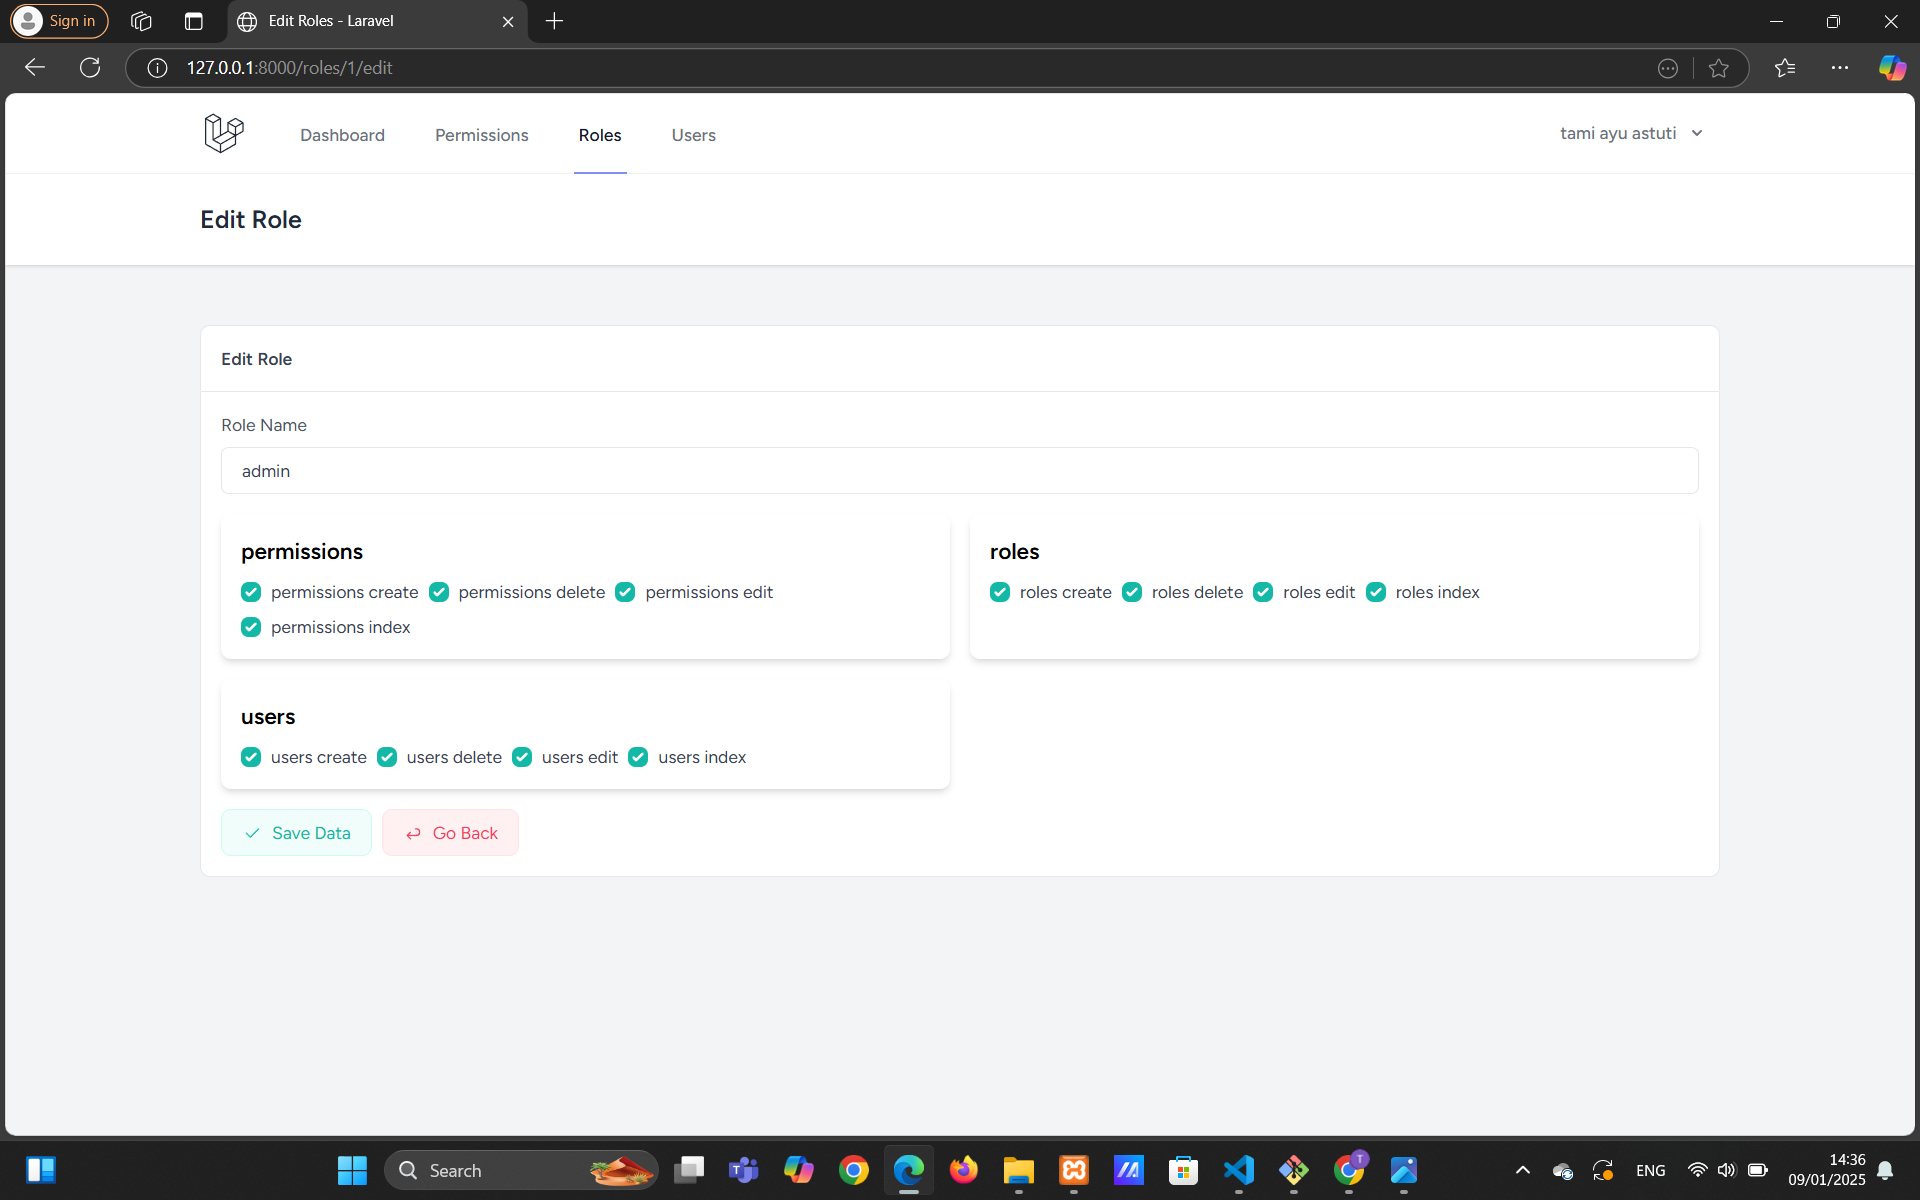 Sign in
Edit Roles - Laravel
127.0.0.1:8000/roles/1/edit
Dashboard Permissions Roles Users tami ayu astuti
Edit Role
Edit Role
Role Name
admin
permissions
permissions create permissions delete permissions edit
permissions index
roles
roles create roles delete roles edit roles index
users
users create users delete users edit users index
Save Data Go Back
Search
T
T
ENG
14:36
09/01/2025